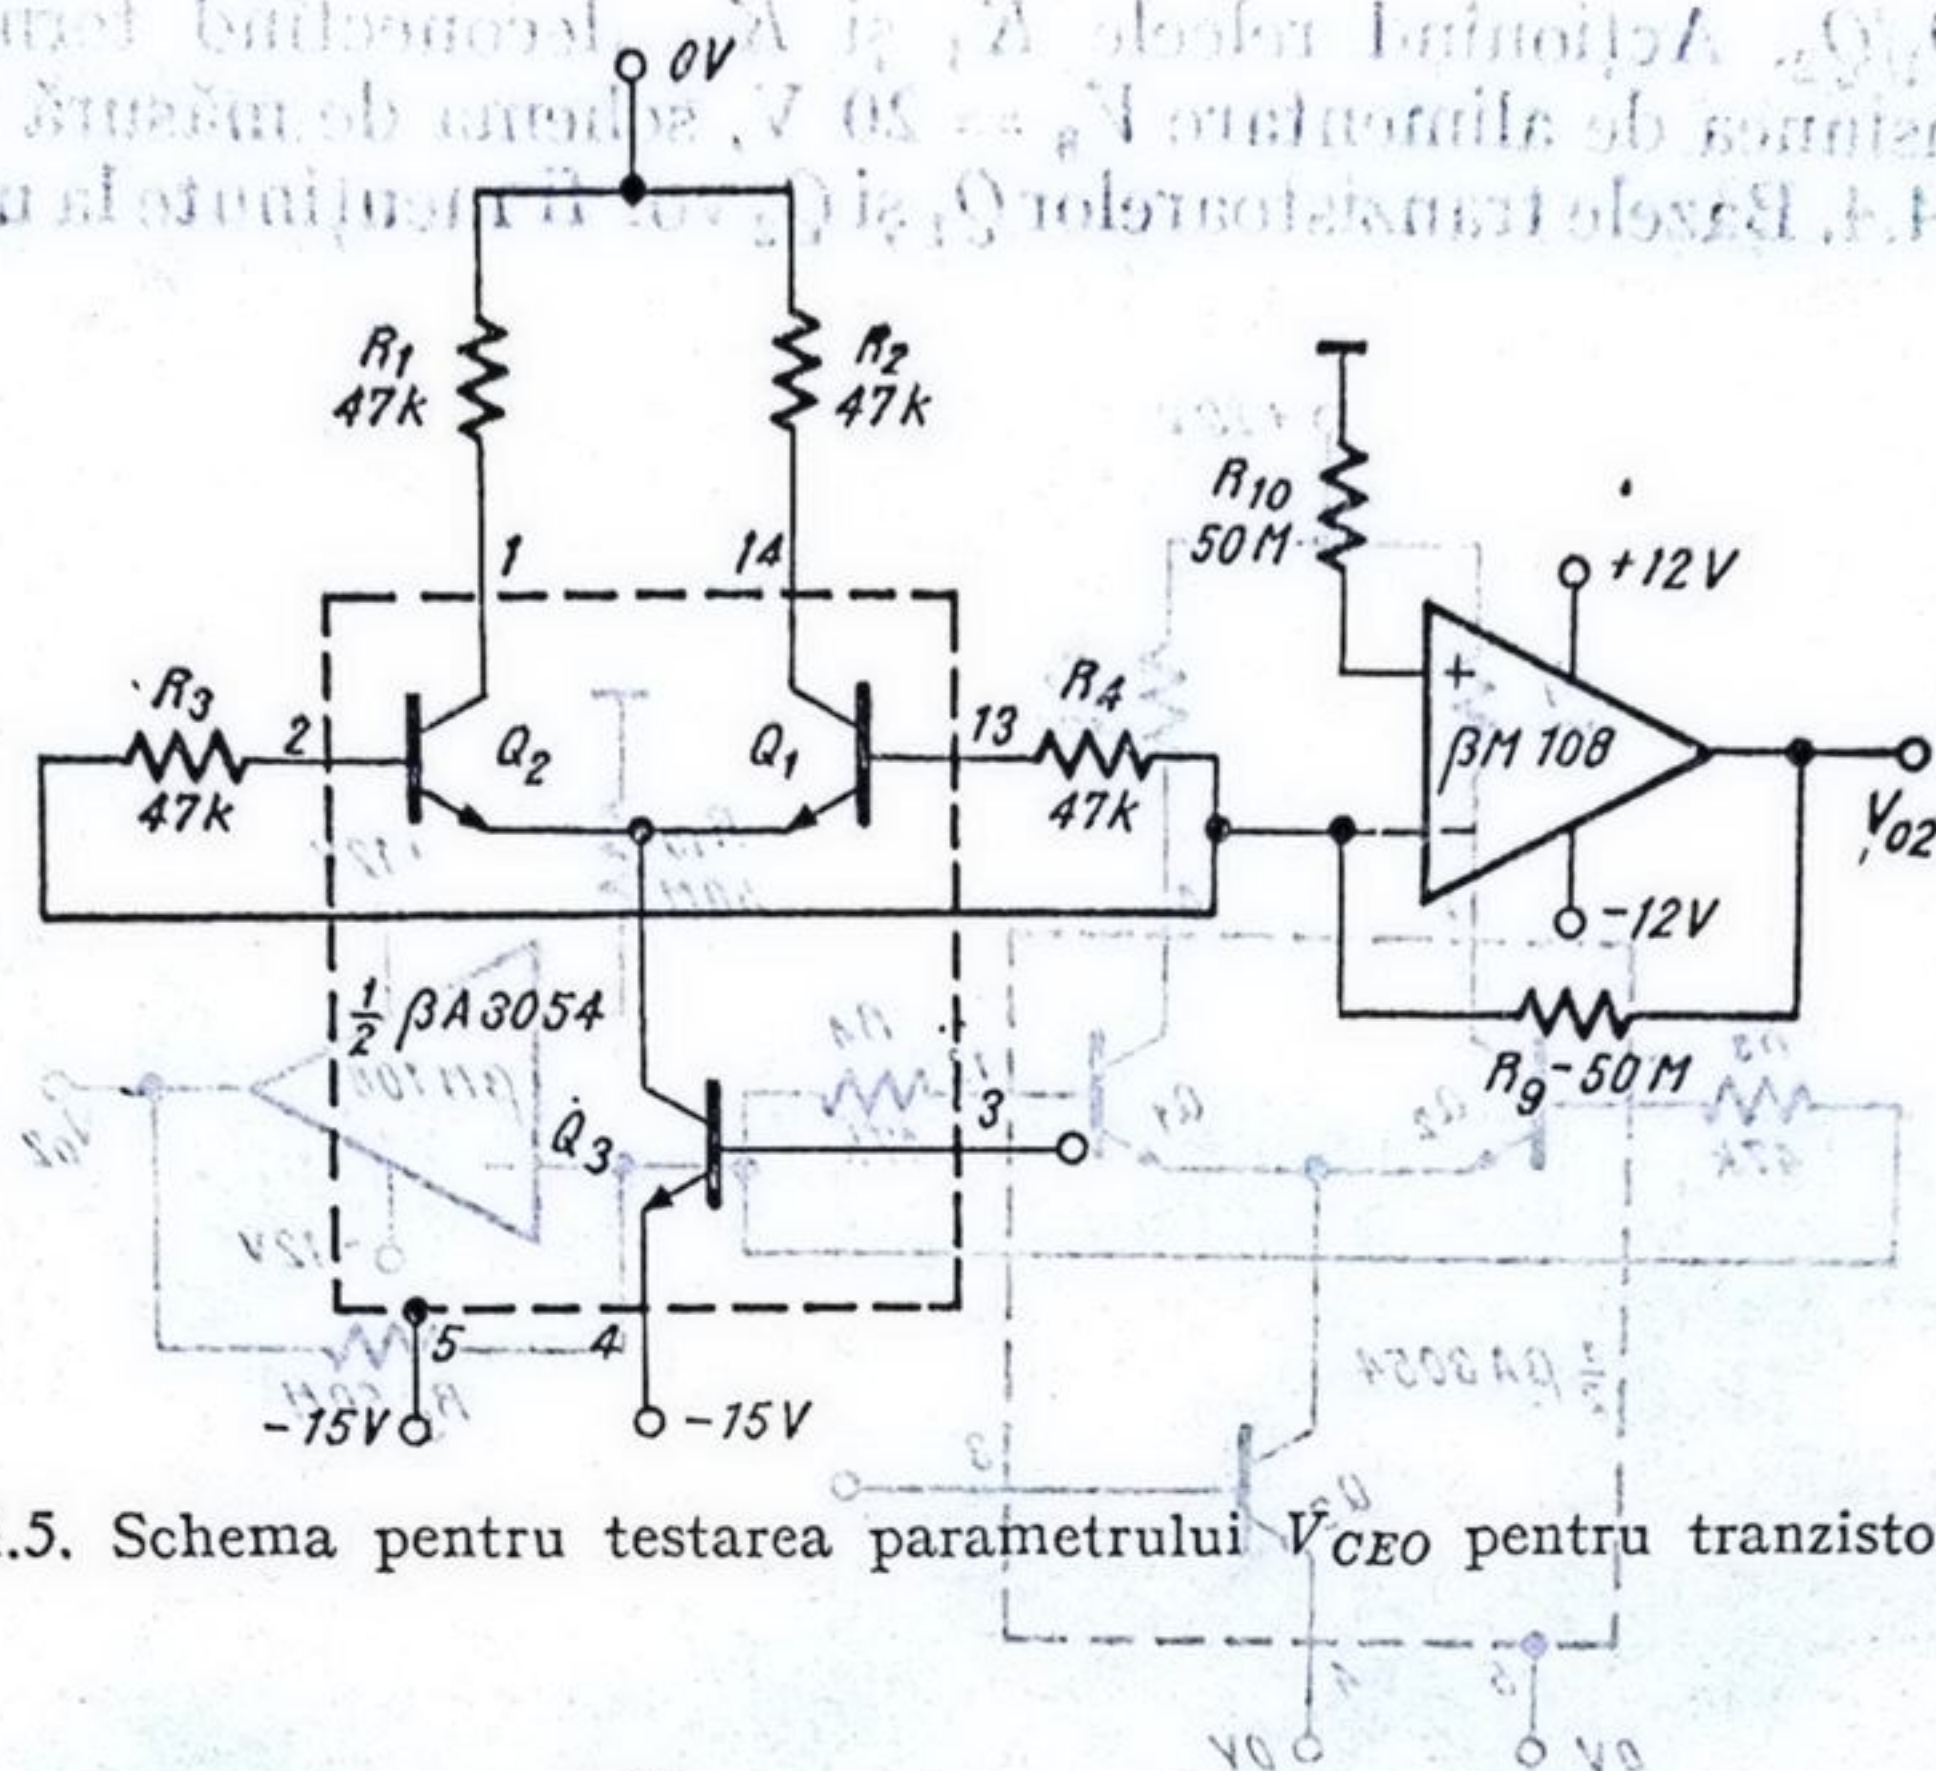 0V
R1
47k
R2
47k
R10
50M
1
14
+12V
R3
47k
2
Q2
Q1
13
R4
47k
+
βM 108
−
V02
-12V
1/2 βA3054
R9-50M
Q3
3
5
4
-15V
-15V
.5. Schema pentru testarea parametrului VCEO pentru tranzisto